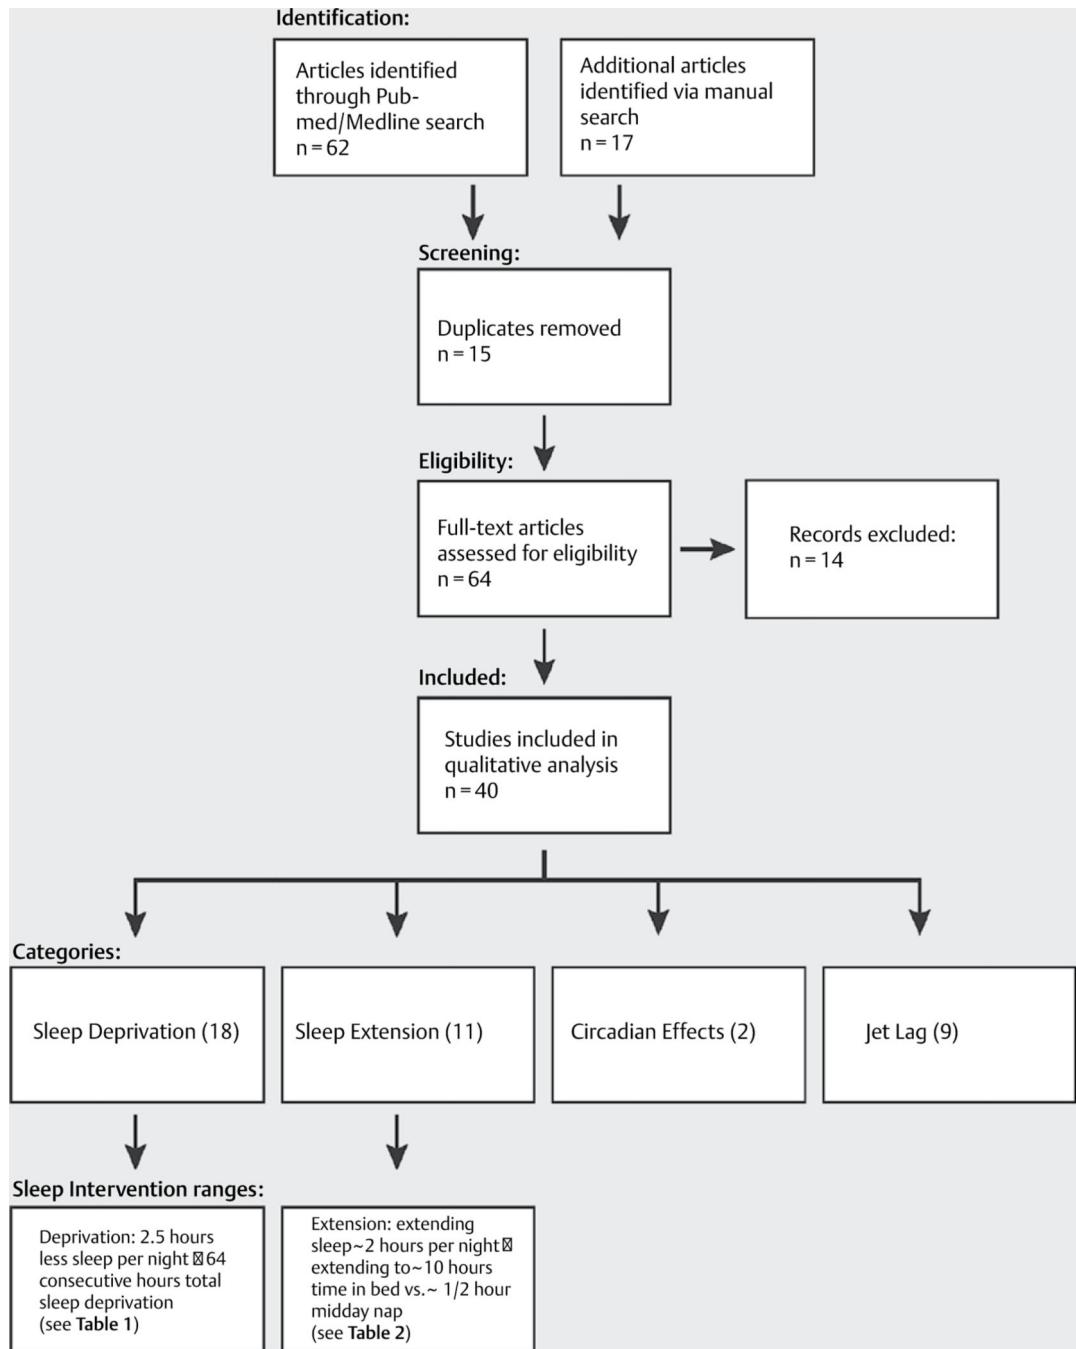 Identification:
Articles identified
through Pub-
med/Medline search
n = 62
Additional articles
identified via manual
search
n = 17
Screening:
Duplicates removed
n = 15
Eligibility:
Full-text articles
assessed for eligibility
n = 64
Records excluded:
n = 14
Included:
Studies included in
qualitative analysis
n = 40
Categories:
Sleep Deprivation (18)
Sleep Extension (11)
Circadian Effects (2)
Jet Lag (9)
Sleep Intervention ranges:
Deprivation: 2.5 hours
less sleep per night 64
consecutive hours total
sleep deprivation
(see Table 1)
Extension: extending
sleep~2 hours per night
extending to~10 hours
time in bed vs.~ 1/2 hour
midday nap
(see Table 2)